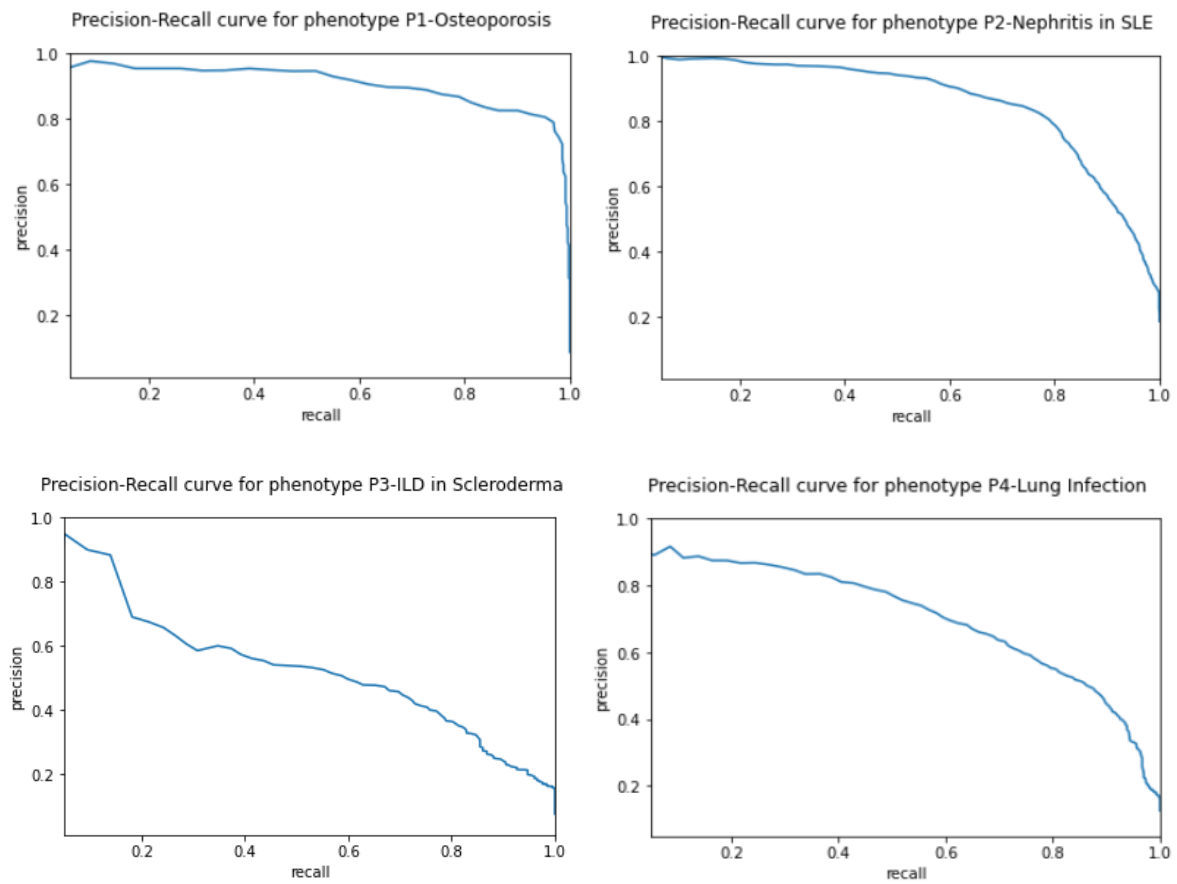 Precision-Recall curve for phenotype P1-Osteoporosis
1.0
0.8
0.6
0.4
0.2
precision
0.2 0.4 0.6 0.8 1.0
recall
Precision-Recall curve for phenotype P2-Nephritis in SLE
1.0
0.8
0.6
0.4
0.2
precision
0.2 0.4 0.6 0.8 1.0
recall
Precision-Recall curve for phenotype P3-ILD in Scleroderma
1.0
0.8
0.6
0.4
0.2
precision
0.2 0.4 0.6 0.8 1.0
recall
Precision-Recall curve for phenotype P4-Lung Infection
1.0
0.8
0.6
0.4
0.2
precision
0.2 0.4 0.6 0.8 1.0
recall